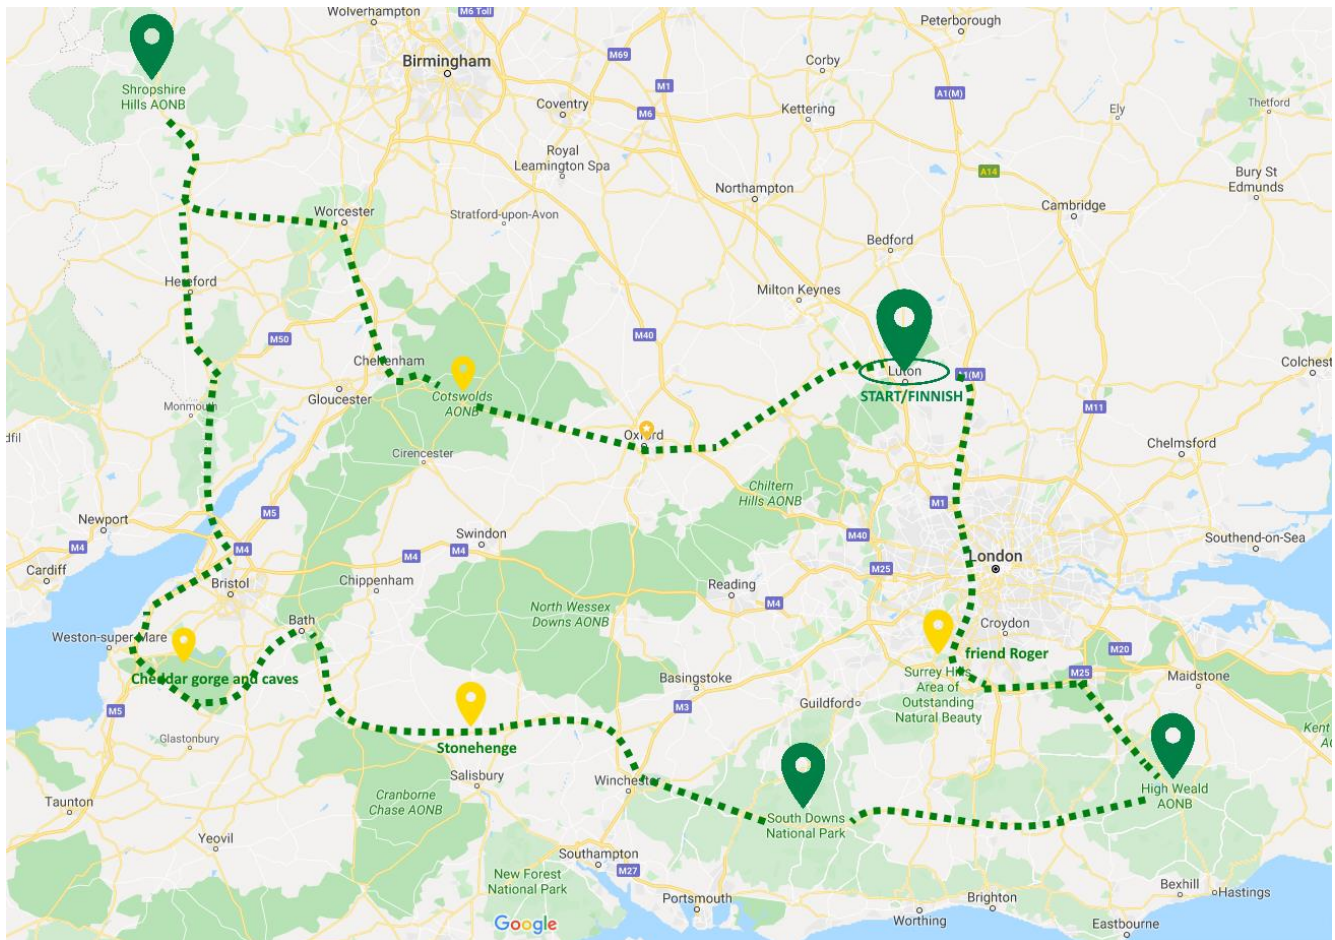 Wolverhampton
M6 Toll
Peterborough
Birmingham
M69
Corby
M1
Shropshire
Hills AONB
A1(M)
Coventry
M6
Kettering
Ely
Thetford
Royal
Leamington Spa
A14
Bury St
Edmunds
Northampton
Cambridge
Worcester
Stratford-upon-Avon
Bedford
Hereford
Milton Keynes
M50
M40
Cheltenham
Luton
1(M)
Colchest
START/FINNISH
Cotswolds
AONB
Gloucester
Monmouth
M11
dfil
Oxford
Chelmsford
Cirencester
Chiltern
Hills AONB
M5
M1
Newport
M4
M4
Swindon
M4
M4
M40
Southend-on-Sea
Cardiff
London
M25
Bristol
Chippenham
Reading
M4
North Wessex
Downs AONB
Bath
Croydon
Weston-super-Mare
M20
friend Roger
Cheddar gorge and caves
Surrey Hills
Area of
Outstanding
Natural Beauty
M25
Maidstone
Basingstoke
Guildford
M5
M3
Glastonbury
Stonehenge
Kent
AO
Salisbury
Winchester
High Weald
AONB
Cranborne
Chase AONB
Taunton
South Downs
National Park
Yeovil
Southampton
M27
New Forest
National Park
Portsmouth
Brighton
Bexhill
Hastings
Worthing
Eastbourne
Google